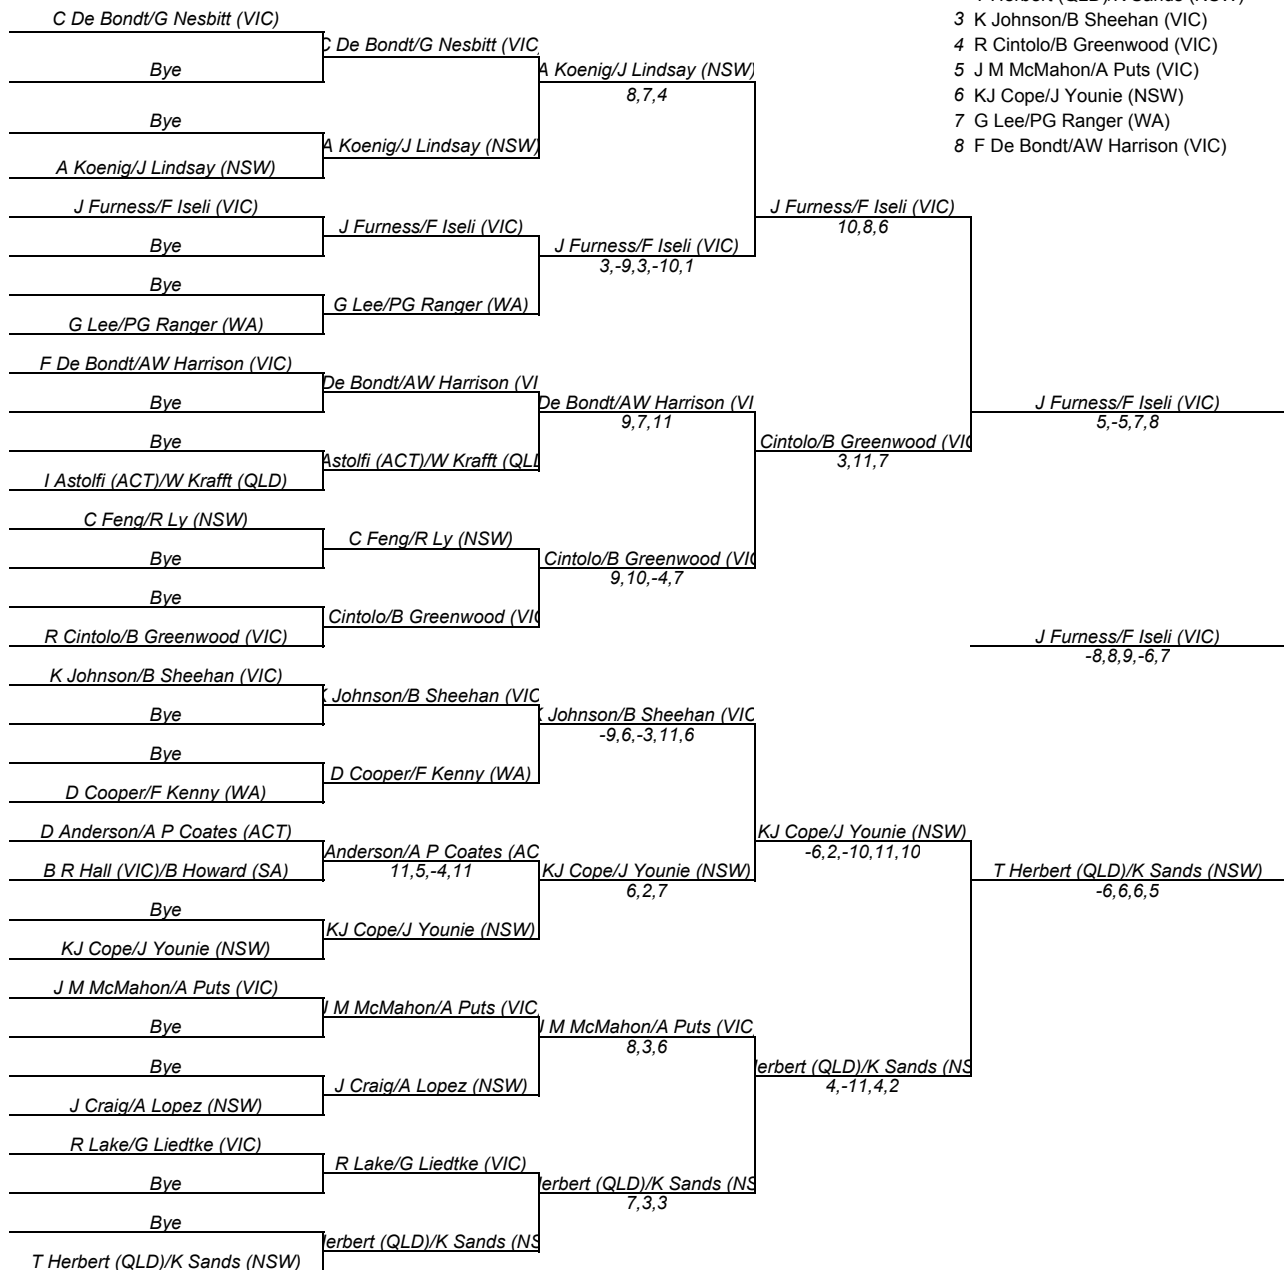 C De Bondt/G Nesbitt (VIC)
Bye
Bye
A Koenig/J Lindsay (NSW)
J Furness/F Iseli (VIC)
Bye
Bye
G Lee/PG Ranger (WA)
F De Bondt/AW Harrison (VIC)
Bye
Bye
I Astolfi (ACT)/W Krafft (QLD)
C Feng/R Ly (NSW)
Bye
Bye
R Cintolo/B Greenwood (VIC)
K Johnson/B Sheehan (VIC)
Bye
Bye
D Cooper/F Kenny (WA)
D Anderson/A P Coates (ACT)
B R Hall (VIC)/B Howard (SA)
Bye
KJ Cope/J Younie (NSW)
J M McMahon/A Puts (VIC)
Bye
Bye
J Craig/A Lopez (NSW)
R Lake/G Liedtke (VIC)
Bye
Bye
T Herbert (QLD)/K Sands (NSW)
C De Bondt/G Nesbitt (VIC)
A Koenig/J Lindsay (NSW)
J Furness/F Iseli (VIC)
G Lee/PG Ranger (WA)
De Bondt/AW Harrison (VI
Astolfi (ACT)/W Krafft (QLD
C Feng/R Ly (NSW)
Cintolo/B Greenwood (VIC
K Johnson/B Sheehan (VIC
D Cooper/F Kenny (WA)
Anderson/A P Coates (AC
11,5,-4,11
KJ Cope/J Younie (NSW)
J M McMahon/A Puts (VIC
J Craig/A Lopez (NSW)
R Lake/G Liedtke (VIC)
erbert (QLD)/K Sands (NS
A Koenig/J Lindsay (NSW)
8,7,4
J Furness/F Iseli (VIC)
3,-9,3,-10,1
De Bondt/AW Harrison (VI
9,7,11
Cintolo/B Greenwood (VIC
9,10,-4,7
K Johnson/B Sheehan (VIC
-9,6,-3,11,6
KJ Cope/J Younie (NSW)
6,2,7
J M McMahon/A Puts (VIC
8,3,6
erbert (QLD)/K Sands (NS
7,3,3
J Furness/F Iseli (VIC)
10,8,6
Cintolo/B Greenwood (VIC
3,11,7
KJ Cope/J Younie (NSW)
-6,2,-10,11,10
erbert (QLD)/K Sands (NS
4,-11,4,2
3 K Johnson/B Sheehan (VIC)
4 R Cintolo/B Greenwood (VIC)
5 J M McMahon/A Puts (VIC)
6 KJ Cope/J Younie (NSW)
7 G Lee/PG Ranger (WA)
8 F De Bondt/AW Harrison (VIC)
J Furness/F Iseli (VIC)
5,-5,7,8
J Furness/F Iseli (VIC)
-8,8,9,-6,7
T Herbert (QLD)/K Sands (NSW)
-6,6,6,5